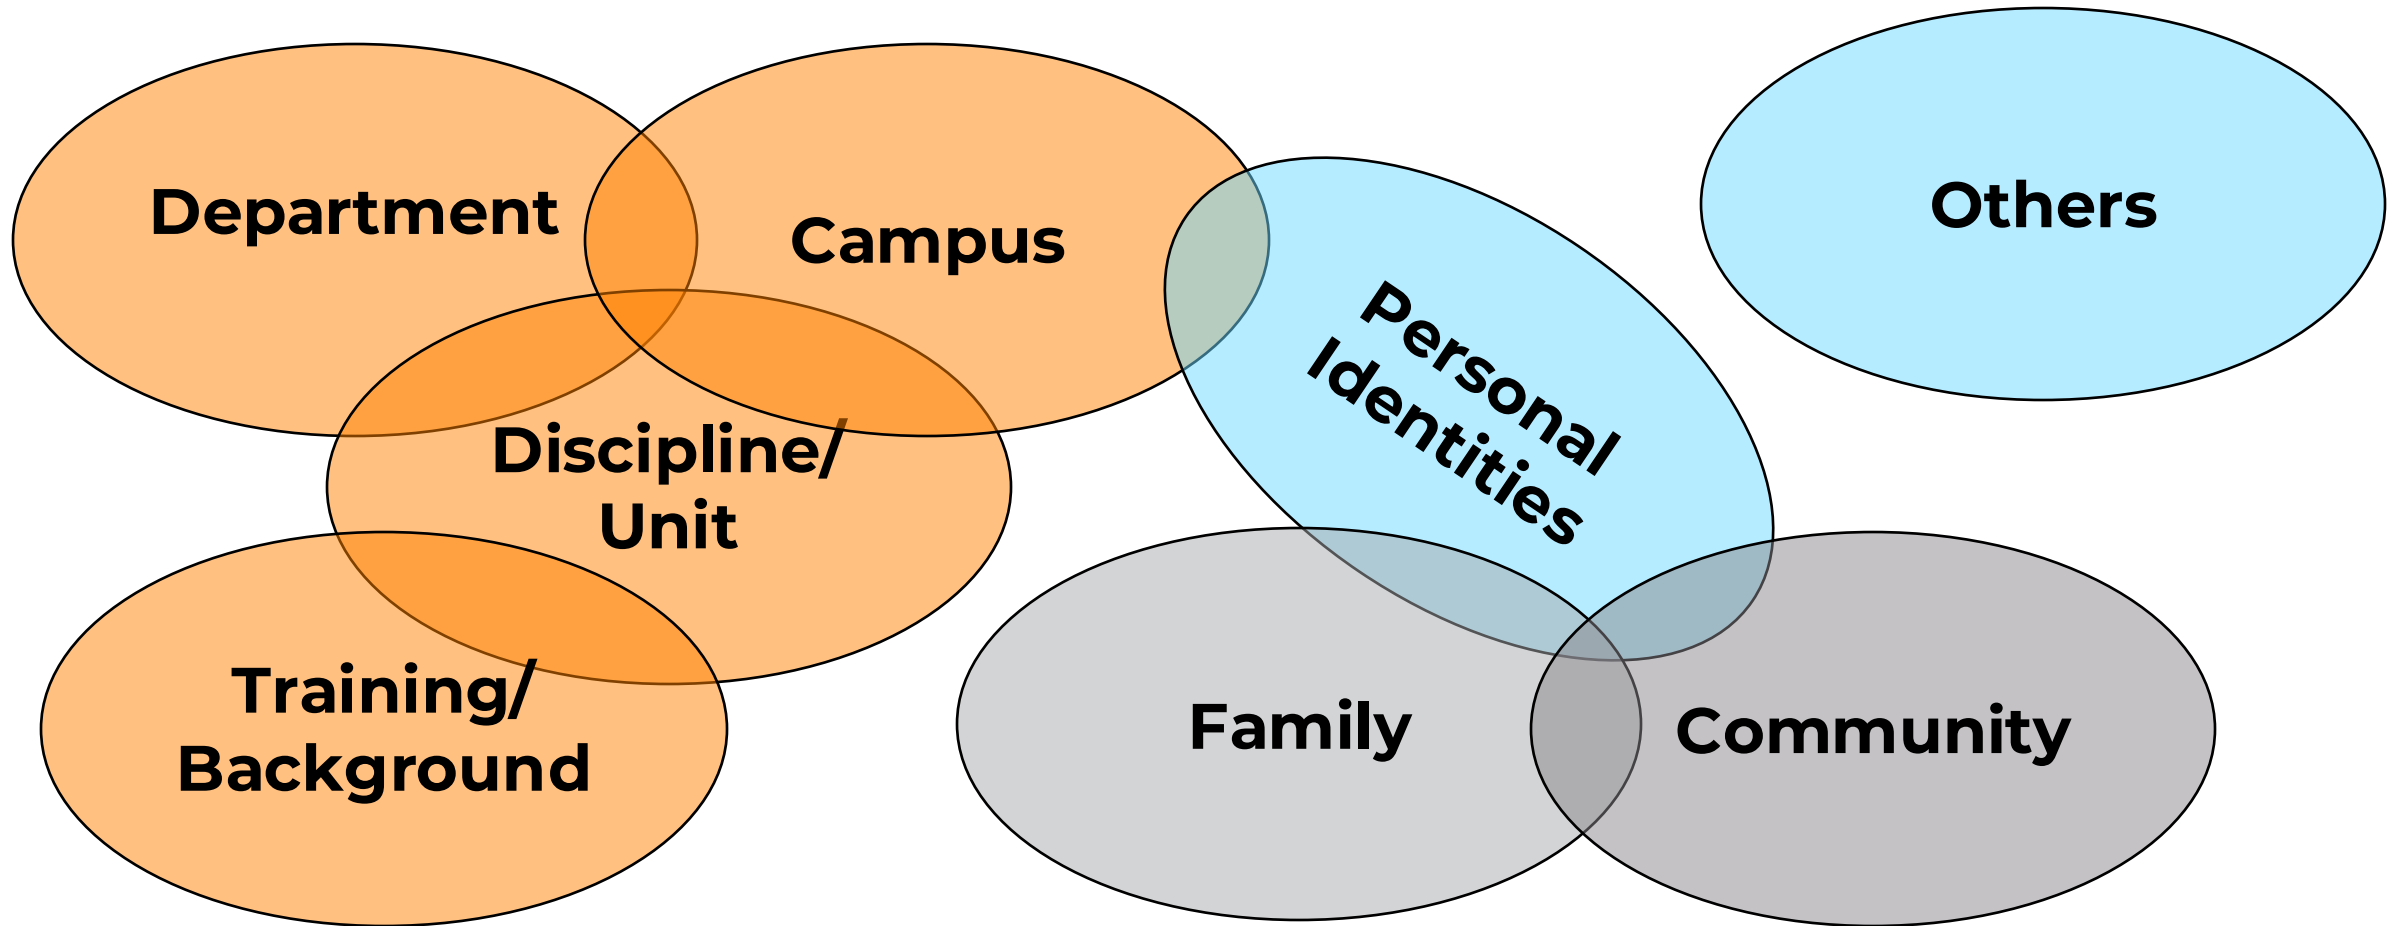 Department
Campus
Others
Personal
Identities
Discipline/
Unit
Training/
Background
Family
Community